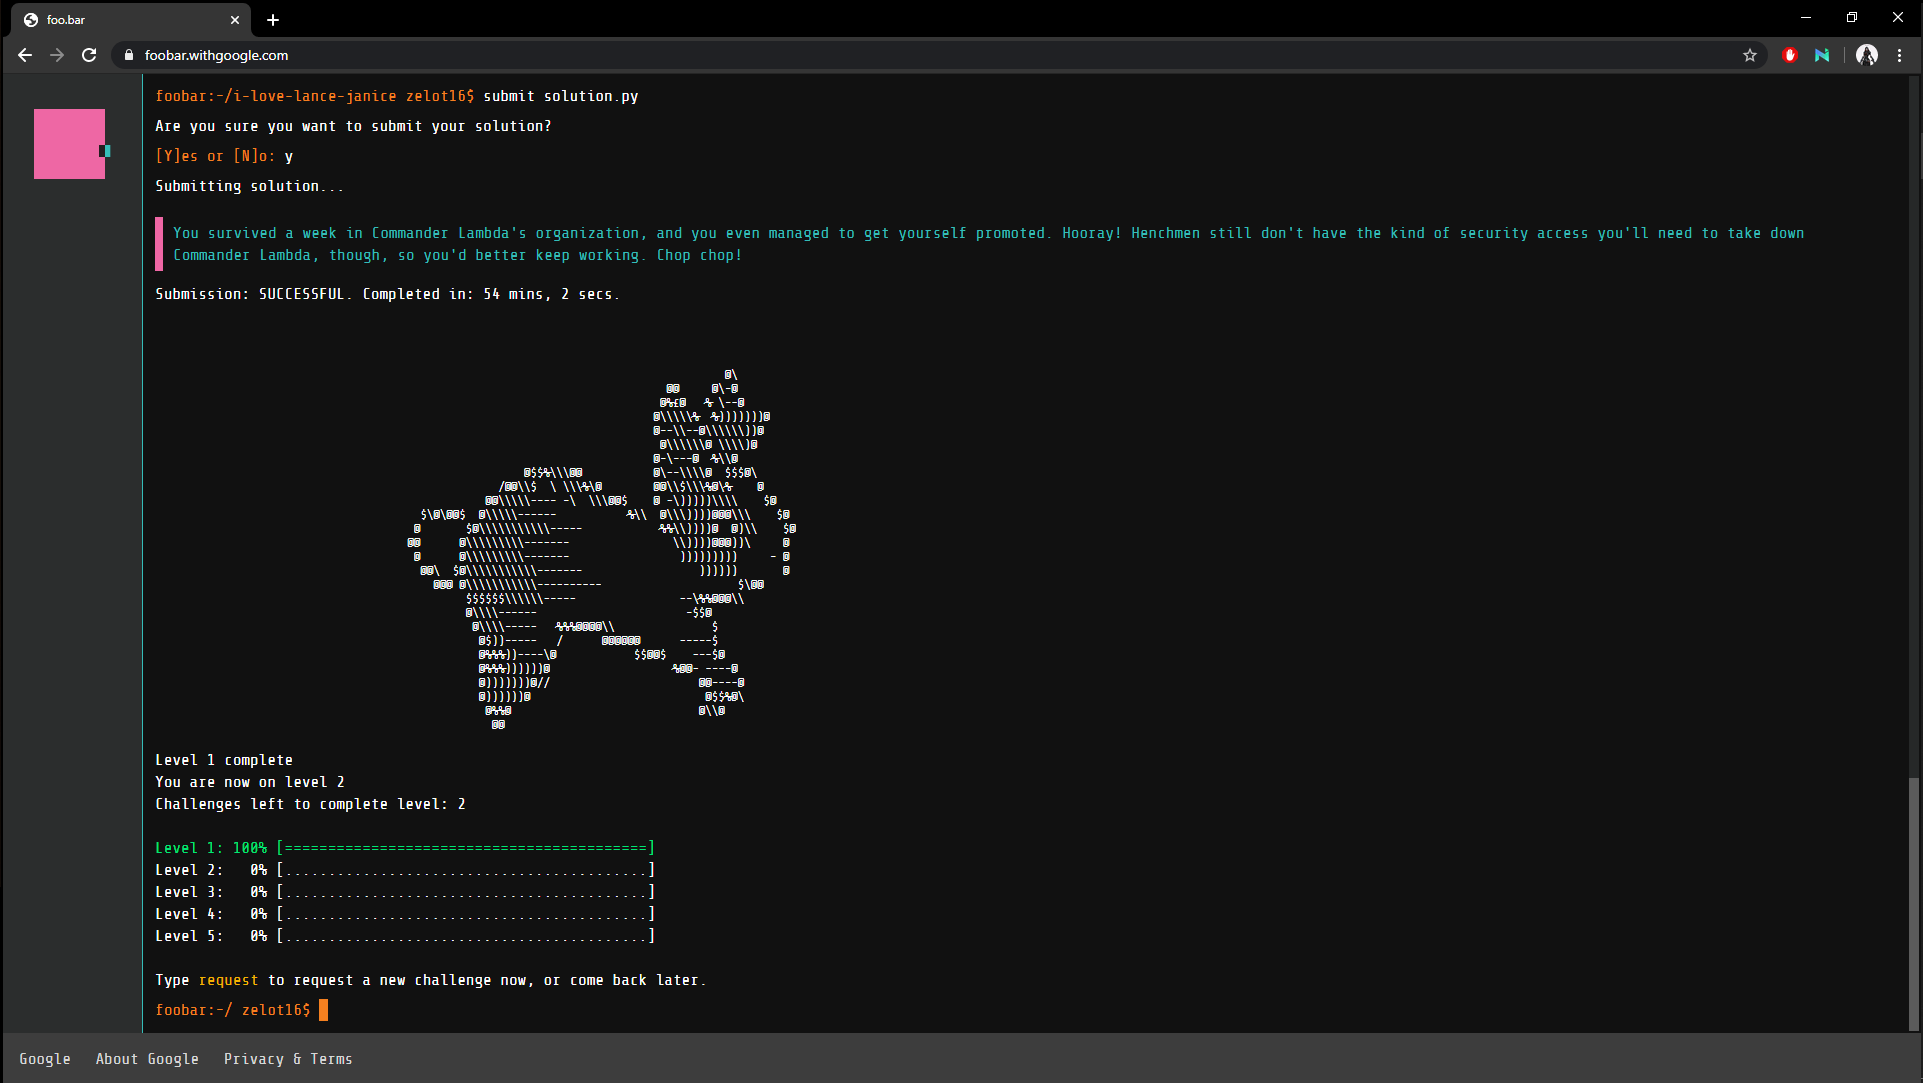 foo.bar
foobar.withgoogle.com
foobar:~/i-love-lance-janice zelot16$ submit solution.py
Are you sure you want to submit your solution?
[Y]es or [N]o: y
Submitting solution...
You survived a week in Commander Lambda's organization, and you even managed to get yourself promoted. Hooray! Henchmen still don't have the kind of security access you'll need to take down
Commander Lambda, though, so you'd better keep working. Chop chop!
Submission: SUCCESSFUL. Completed in: 54 mins, 2 secs.
Level 1 complete
You are now on level 2
Challenges left to complete level: 2
Level 1: 100% [==========================================]
Level 2:   0% [..........................................]
Level 3:   0% [..........................................]
Level 4:   0% [..........................................]
Level 5:   0% [..........................................]
Type request to request a new challenge now, or come back later.
foobar:~/ zelot16$
Google About Google Privacy & Terms